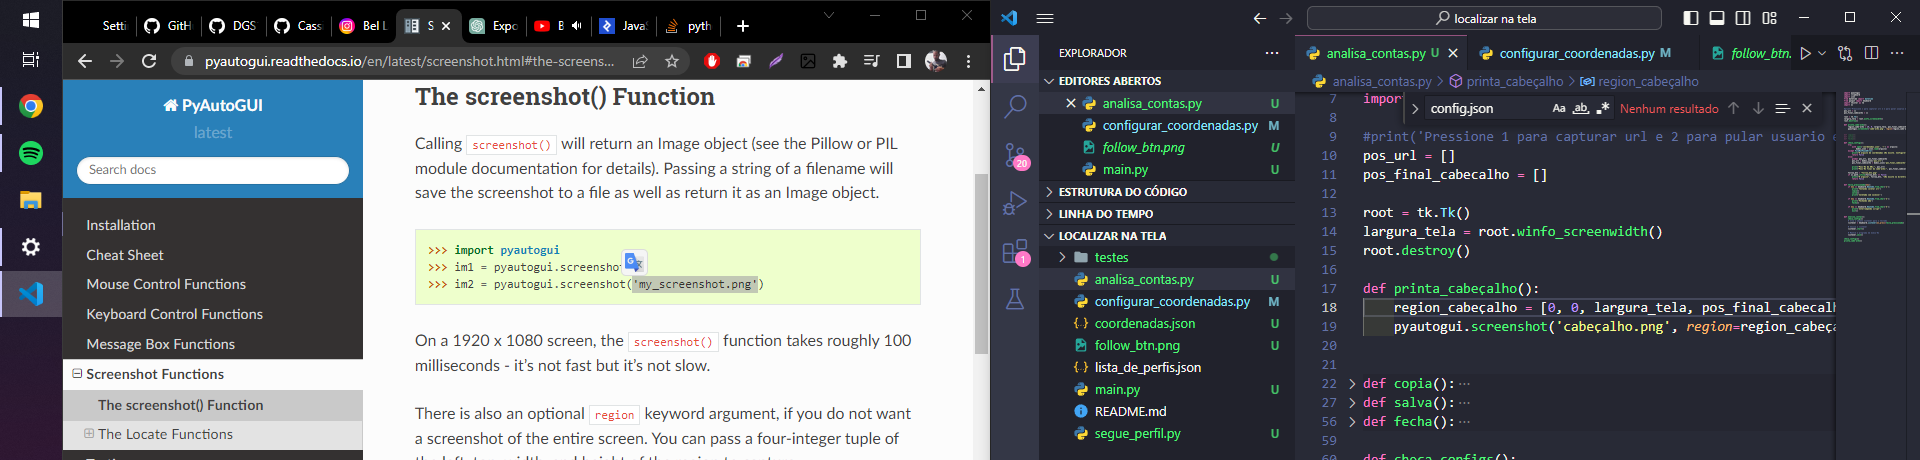 Setti
GitH
DGS
Cass
Bel L
S
Expo
B
JavaS
pyth
pyautogui.readthedocs.io/en/latest/screenshot.html#the-screens...
PyAutoGUI
latest
Search docs
Installation
Cheat Sheet
Mouse Control Functions
Keyboard Control Functions
Message Box Functions
Screenshot Functions
The screenshot() Function
The Locate Functions
The screenshot() Function
Calling screenshot() will return an Image object (see the Pillow or PIL
module documentation for details). Passing a string of a filename will
save the screenshot to a file as well as return it as an Image object.
>>> import pyautogui
>>> im1 = pyautogui.screensho
>>> im2 = pyautogui.screenshot('my_screenshot.png')
On a 1920 x 1080 screen, the screenshot() function takes roughly 100
milliseconds - it's not fast but it's not slow.
There is also an optional region keyword argument, if you do not want
a screenshot of the entire screen. You can pass a four-integer tuple of
localizar na tela
EXPLORADOR
EDITORES ABERTOS
analisa_contas.py U
configurar_coordenadas.py M
follow_btn.png U
main.py U
20
ESTRUTURA DO CÓDIGO
LINHA DO TEMPO
LOCALIZAR NA TELA
1
testes
analisa_contas.py U
configurar_coordenadas.py M
coordenadas.json U
follow_btn.png U
lista_de_perfis.json
main.py U
README.md
segue_perfil.py U
analisa_contas.py U
configurar_coordenadas.py M
follow_btn.
analisa_contas.py > printa_cabeçalho > region_cabeçalho
config.json
Aa ab Nenhum resultado
7 impor
8
9 #print('Pressione 1 para capturar url e 2 para pular usuario
10 pos_url = []
11 pos_final_cabecalho = []
12
13 root = tk.Tk()
14 largura_tela = root.winfo_screenwidth()
15 root.destroy()
16
17 def printa_cabeçalho():
18 region_cabeçalho = [0, 0, largura_tela, pos_final_cabecalh
19 pyautogui.screenshot('cabeçalho.png', region=region_cabeça
20
21
22 def copia(): ...
27 def salva(): ...
56 def fecha(): ...
59
60 def checa_configs():